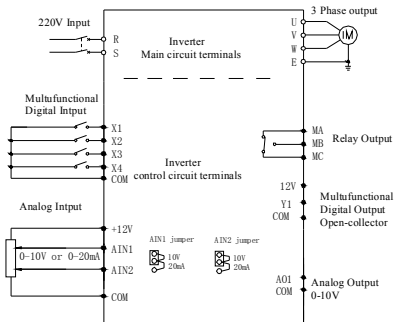 220V Input
R
S
Inverter
Main circuit terminals
3 Phase output
U
V
W
E
IM
Multufunctional
Digital Intput
X1
X2
X3
X4
COM
Inverter
control circuit terminals
MA
MB
MC
Relay Output
12V
Y1
COM
Multufunctional
Digital Output
Open-collector
Analog Intput
+12V
AIN1
0-10V or 0-20mA
AIN2
COM
AIN1 jumper
10V
20mA
AIN2 jumper
10V
20mA
AO1
COM
Analog Output
0-10V